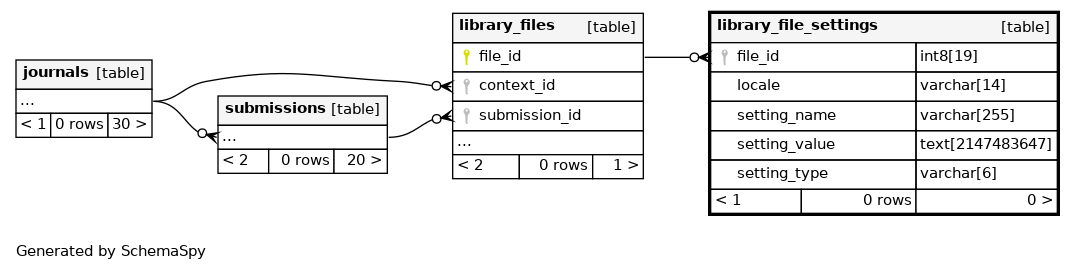 journals [table]
...
< 1 0 rows 30 >
submissions [table]
...
< 2 0 rows 20 >
library_files [table]
file_id
context_id
submission_id
...
< 2 0 rows 1 >
library_file_settings [table]
file_id int8[19]
locale varchar[14]
setting_name varchar[255]
setting_value text[2147483647]
setting_type varchar[6]
< 1 0 rows 0 >
Generated by SchemaSpy